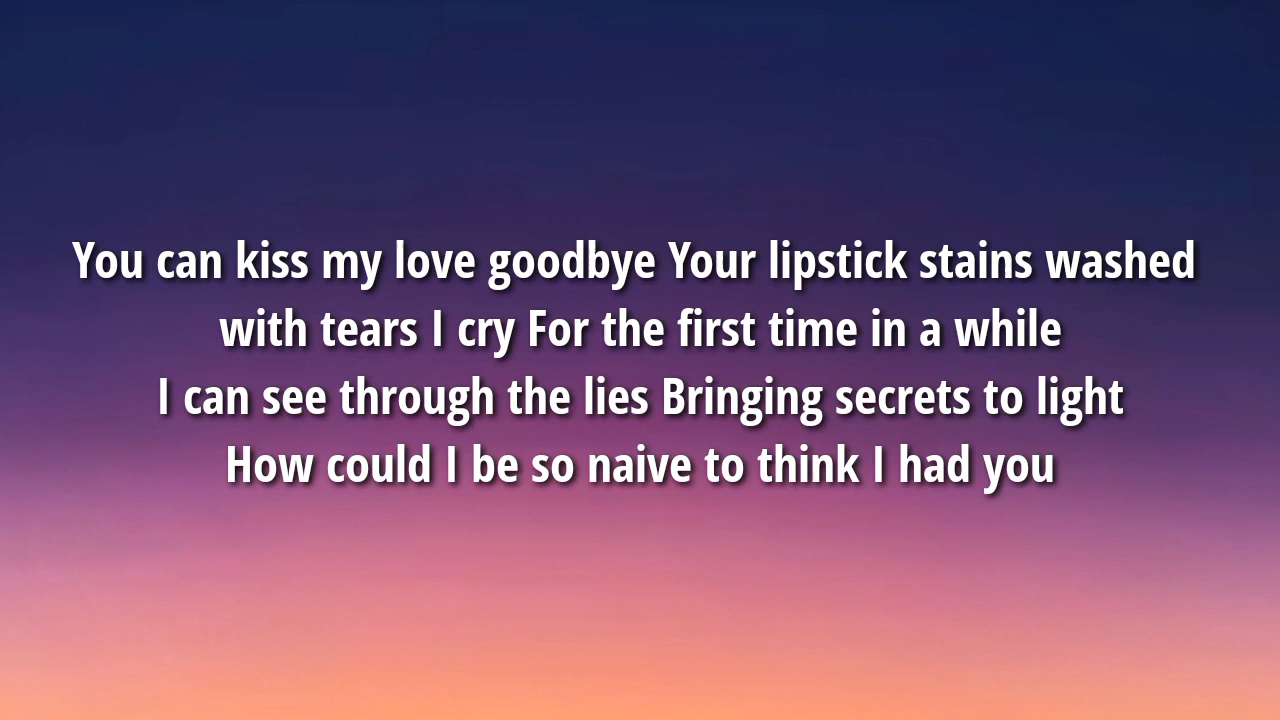 You can kiss my love goodbye Your lipstick stains washed
with tears I cry For the first time in a while
I can see through the lies Bringing secrets to light
How could I be so naive to think I had you